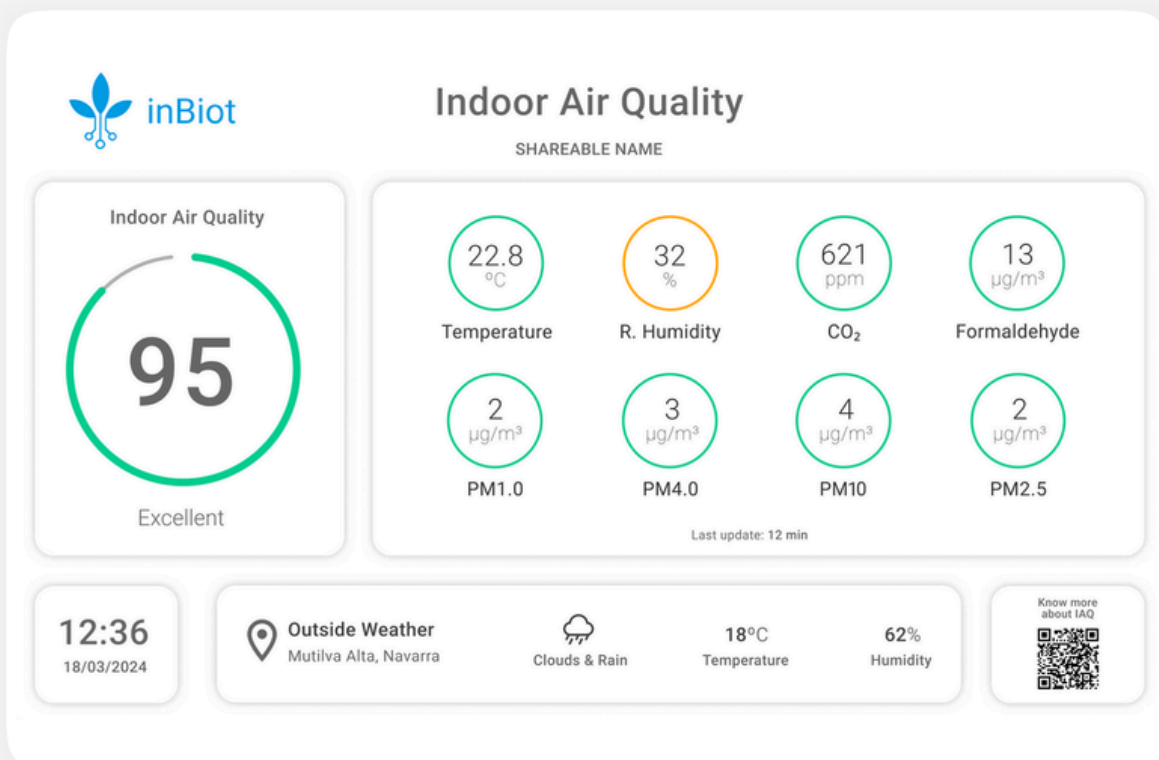 inBiot
Indoor Air Quality
SHAREABLE NAME
Indoor Air Quality
95
Excellent
22.8
ºC
Temperature
32
%
R. Humidity
621
ppm
CO₂
13
µg/m³
Formaldehyde
2
µg/m³
PM1.0
3
µg/m³
PM4.0
4
µg/m³
PM10
2
µg/m³
PM2.5
Last update: 12 min
12:36
18/03/2024
Outside Weather
Mutilva Alta, Navarra
Clouds & Rain
18ºC
Temperature
62%
Humidity
Know more
about IAQ